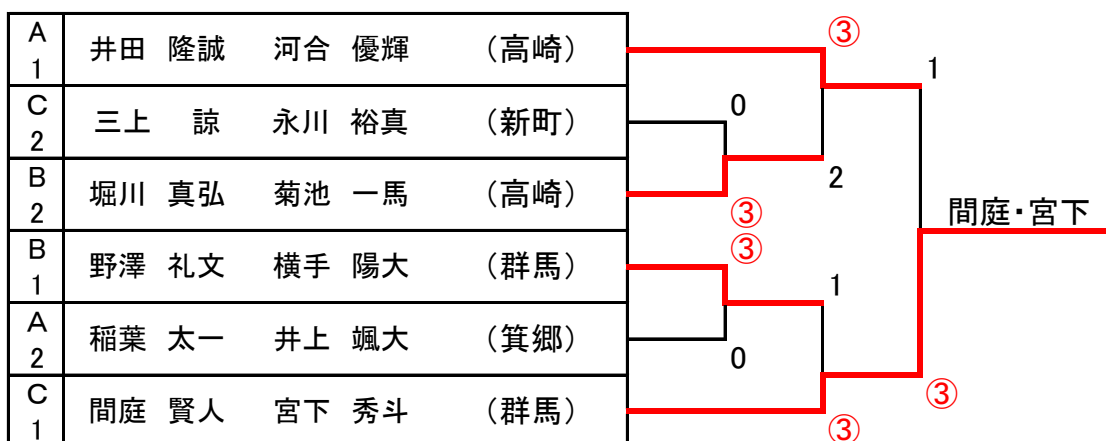 A 1 井田 隆誠 河合 優輝 （高崎）
③
1
C 2 三上 諒 永川 裕真 （新町）
0
2
B 2 堀川 真弘 菊池 一馬 （高崎）
③
間庭・宮下
③
B 1 野澤 礼文 横手 陽大 （群馬）
1
A 2 稲葉 太一 井上 颯大 （箕郷）
0
③
C 1 間庭 賢人 宮下 秀斗 （群馬）
③